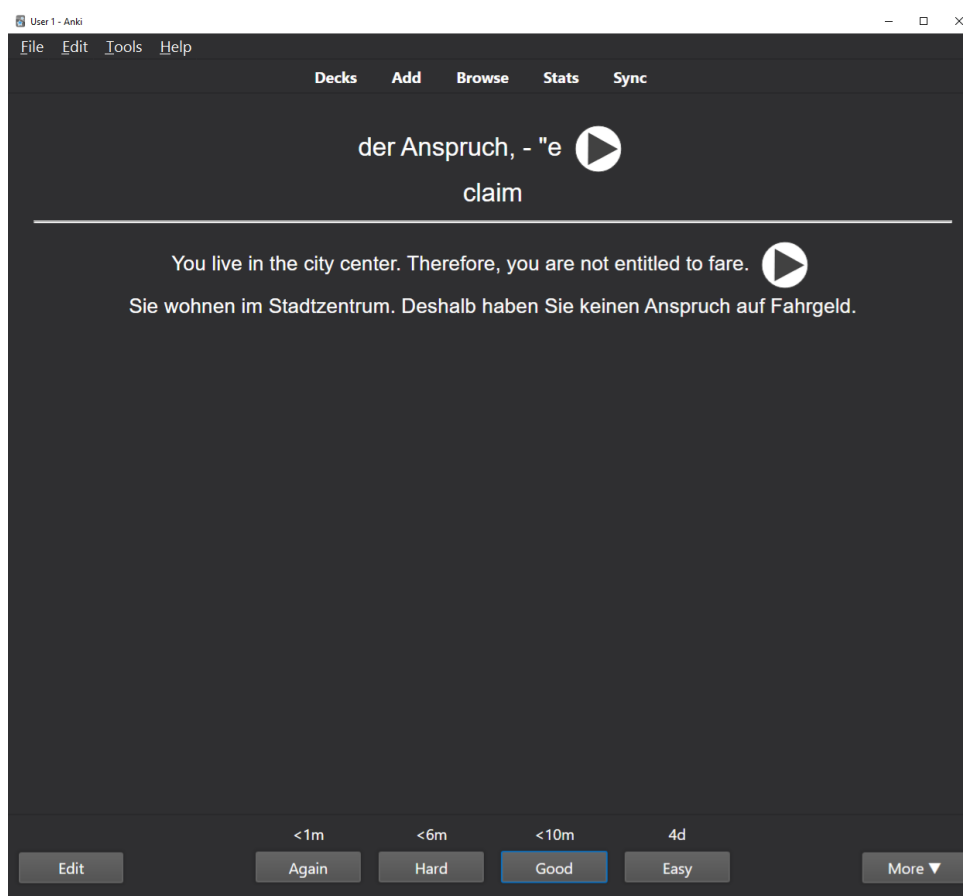 User 1 - Anki
File Edit Tools Help
Decks Add Browse Stats Sync
der Anspruch, - "e
claim
You live in the city center. Therefore, you are not entitled to fare.
Sie wohnen im Stadtzentrum. Deshalb haben Sie keinen Anspruch auf Fahrgeld.
<1m <6m <10m 4d
Edit Again Hard Good Easy More ▼